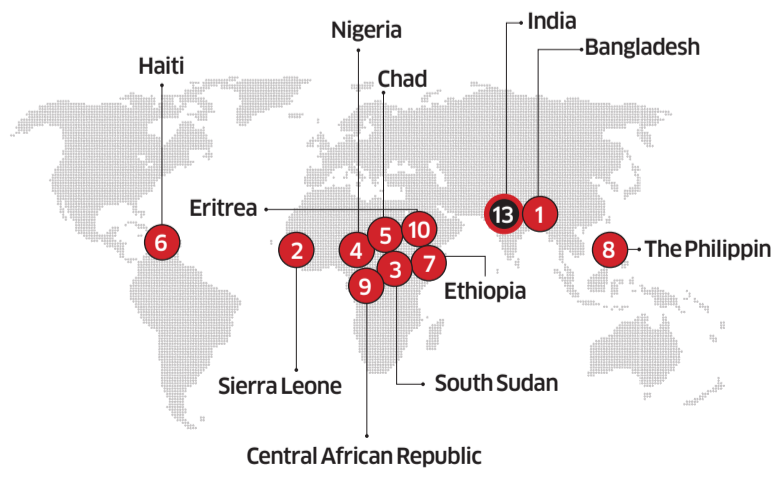 India
Nigeria
Bangladesh
Haiti
Chad
Eritrea
13
1
10
5
6
2
4
8
The Philippin
7
3
9
Ethiopia
Sierra Leone
South Sudan
Central African Republic